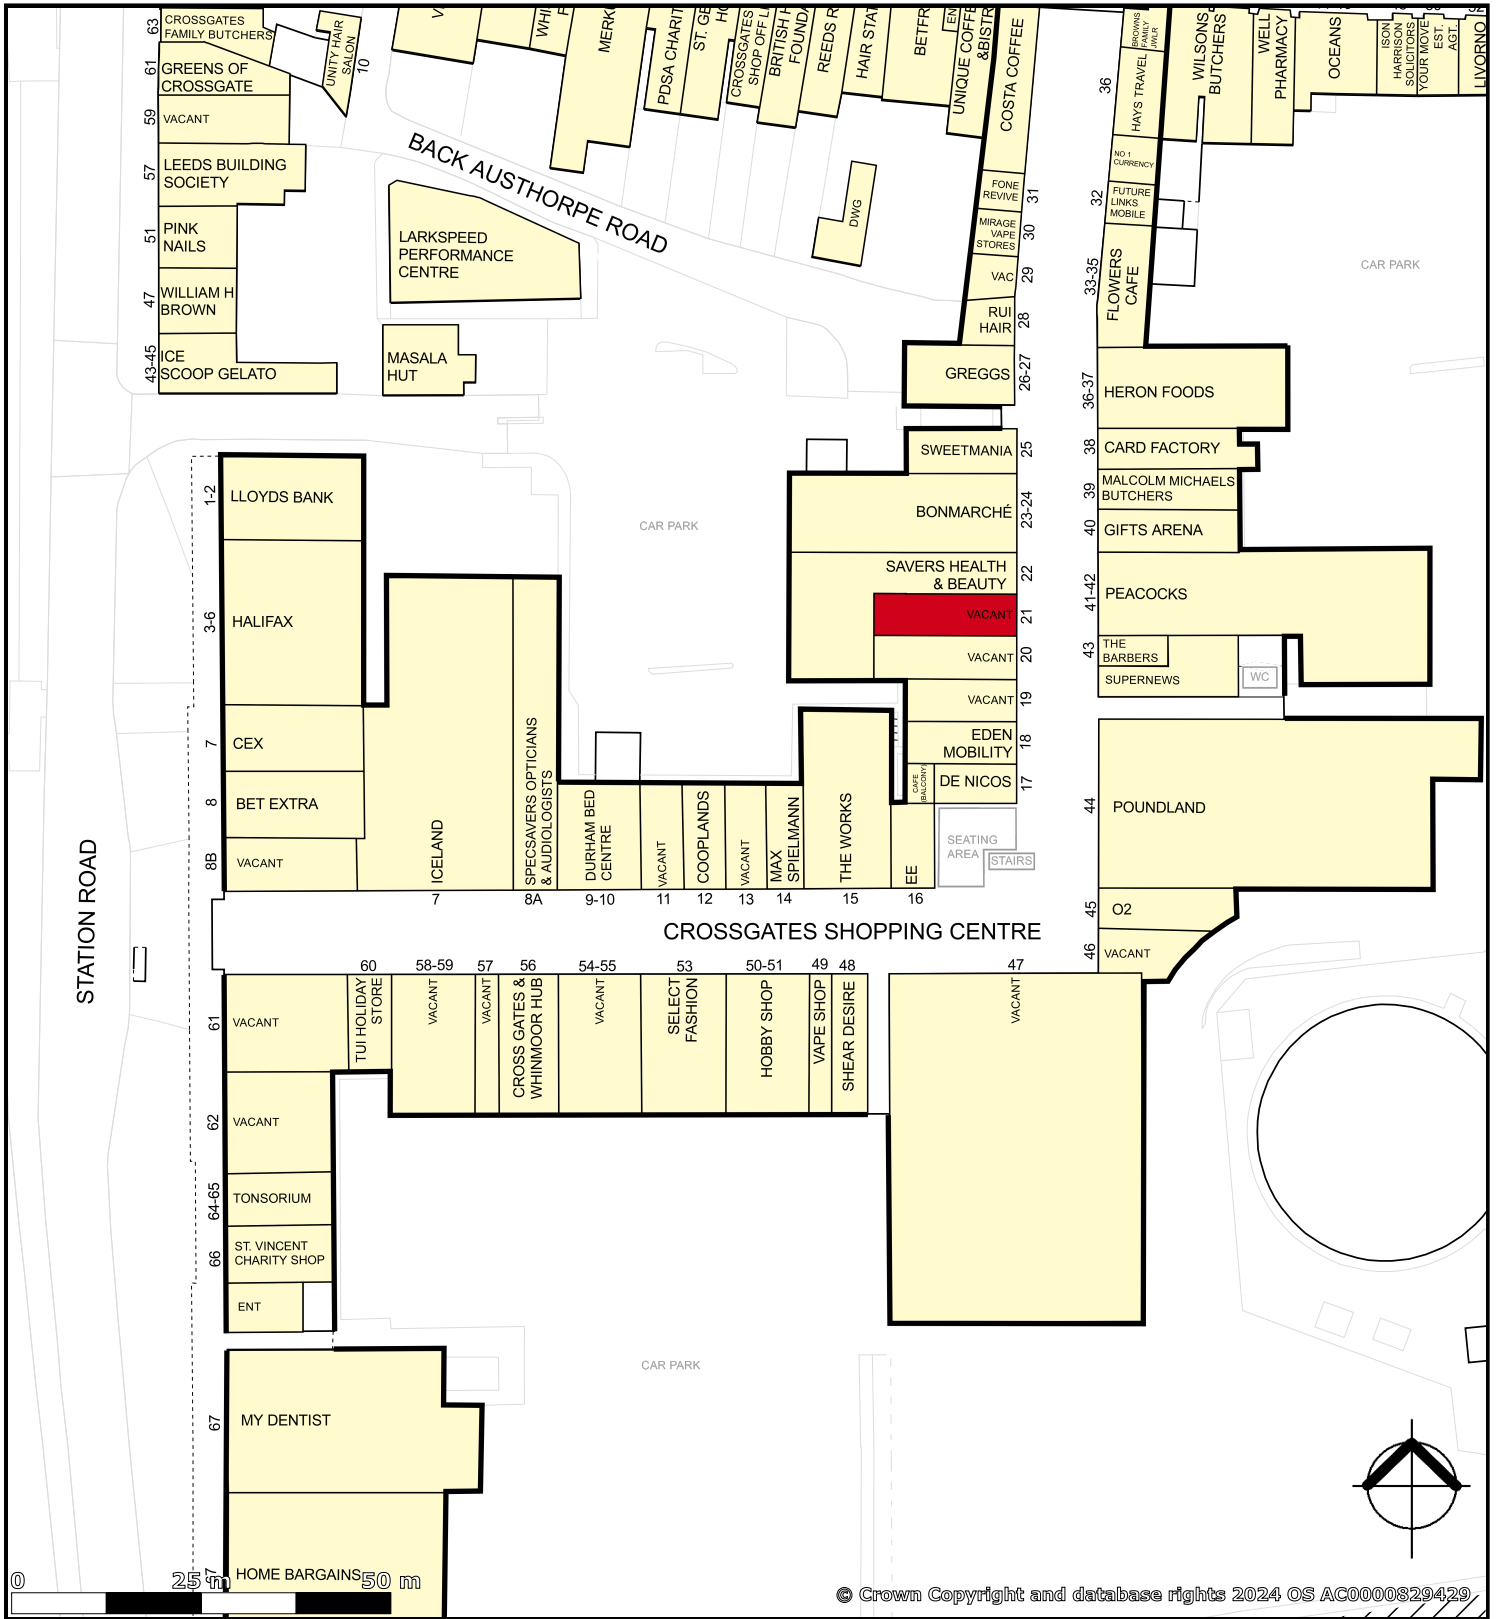 63
CROSSGATES
FAMILY BUTCHERS
UNITY HAIR
SALON
10
61
GREENS OF
CROSSGATE
59
VACANT
57
LEEDS BUILDING
SOCIETY
51
PINK
NAILS
47
WILLIAM H
BROWN
43-45
ICE
SCOOP GELATO
BACK AUSTHORPE ROAD
LARKSPEED
PERFORMANCE
CENTRE
MASALA
HUT
PDSA CHARIT
CROSSGATES
BRITISH H
FOUNDA
REEDS R
HAIR STAT
BETFR
UNIQUE COFFE
&BISTR
COSTA COFFEE
DWG
FONE
REVIVE
31
MIRAGE
VAPE
STORES
30
VAC
29
RUI
HAIR
28
GREGGS
26-27
BROWNS
FAMILY
JWLR
36
HAYS TRAVEL
NO 1
CURRENCY
32
FUTURE
LINKS
MOBILE
33-35
FLOWERS
CAFE
WILSONS
BUTCHERS
WELL
PHARMACY
OCEANS
ISON
HARRISON
SOLICITORS
YOUR MOVE
EST.
AGT.
LIVORNO
CAR PARK
36-37
HERON FOODS
38
CARD FACTORY
39
MALCOLM MICHAELS
BUTCHERS
40
GIFTS ARENA
41-42
PEACOCKS
43
THE
BARBERS
SUPERNEWS
WC
44
POUNDLAND
45
O2
46
VACANT
SWEETMANIA
25
BONMARCHÉ
23-24
SAVERS HEALTH
& BEAUTY
22
VACANT
21
VACANT
20
VACANT
19
EDEN
MOBILITY
18
CAFE
(BALCONY)
DE NICOS
17
SEATING
AREA
STAIRS
CAR PARK
1-2
LLOYDS BANK
3-6
HALIFAX
7
CEX
8
BET EXTRA
8B
VACANT
ICELAND
7
SPECSAVERS OPTICIANS
& AUDIOLOGISTS
8A
DURHAM BED
CENTRE
9-10
VACANT
11
COOPLANDS
12
VACANT
13
MAX
SPIELMANN
14
THE WORKS
15
EE
16
STATION ROAD
CROSSGATES SHOPPING CENTRE
61
VACANT
60
TUI HOLIDAY
STORE
58-59
VACANT
57
VACANT
56
CROSS GATES &
WHINMOOR HUB
54-55
VACANT
53
SELECT
FASHION
50-51
HOBBY SHOP
49
VAPE SHOP
48
SHEAR DESIRE
47
VACANT
62
VACANT
64-65
TONSORIUM
66
ST. VINCENT
CHARITY SHOP
ENT
CAR PARK
67
MY DENTIST
HOME BARGAINS
0
25 m
50 m
© Crown Copyright and database rights 2024 OS AC0000829429